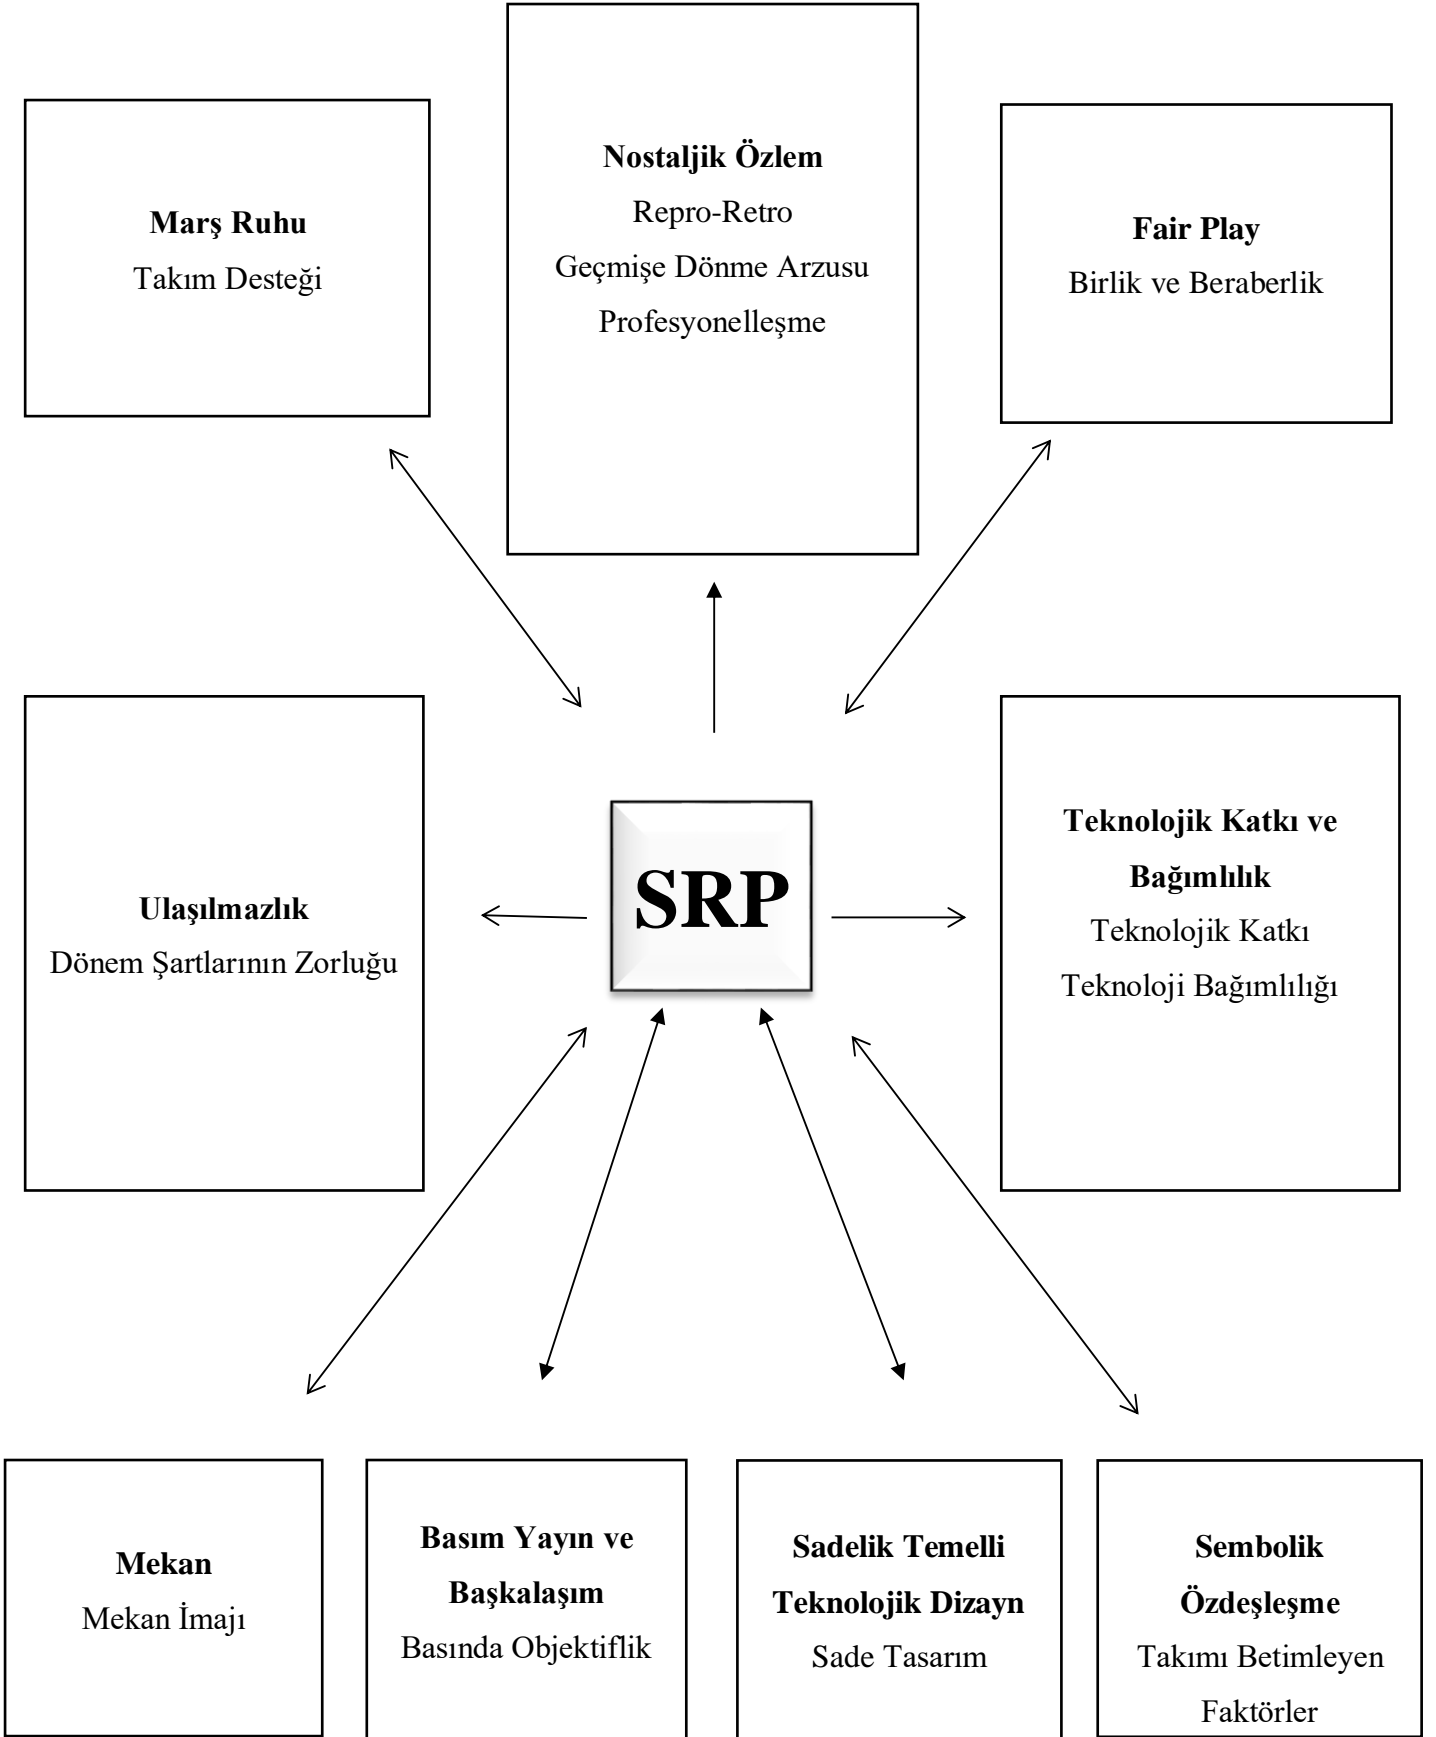 Nostaljik Özlem
Repro-Retro
Geçmişe Dönme Arzusu
Profesyonelleşme
Marş Ruhu
Takım Desteği
Fair Play
Birlik ve Beraberlik
Ulaşılmazlık
Dönem Şartlarının Zorluğu
SRP
Teknolojik Katkı ve
Bağımlılık
Teknolojik Katkı
Teknoloji Bağımlılığı
Mekan
Mekan İmajı
Basım Yayın ve
Başkalaşım
Basında Objektiflik
Sadelik Temelli
Teknolojik Dizayn
Sade Tasarım
Sembolik
Özdeşleşme
Takımı Betimleyen
Faktörler